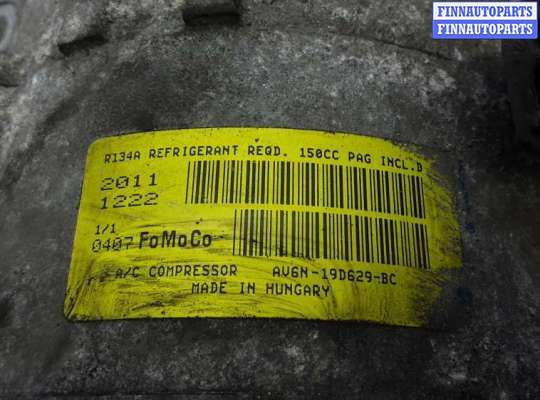 FINNAUTOPARTS
FINNAUTOPARTS
R134A REFRIGERANT REQD. 150CC PAG INCL.D
2011
1222
1/1
0407 FoMoCo
A/C COMPRESSOR AV6N-19D629-BC
MADE IN HUNGARY